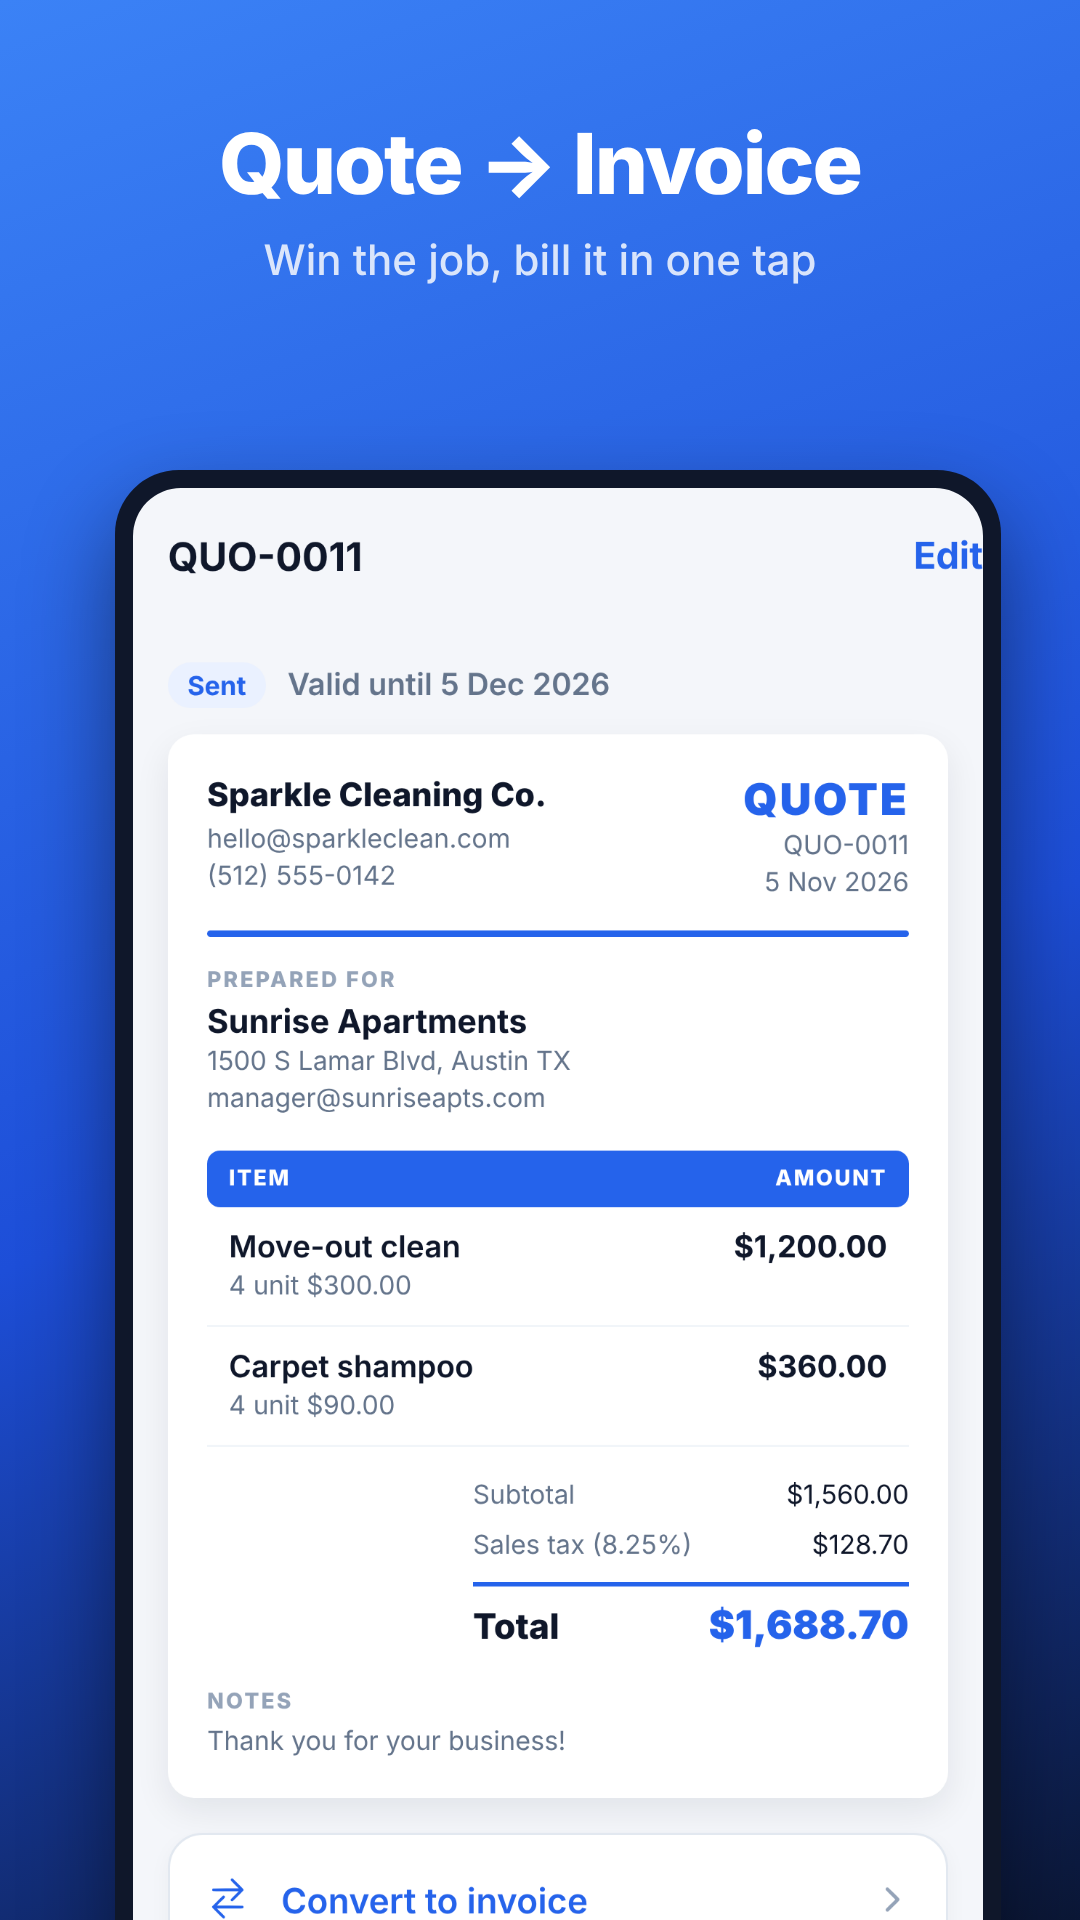 Quote → Invoice
Win the job, bill it in one tap
QUO-0011 Edit
Sent Valid until 5 Dec 2026
Sparkle Cleaning Co. QUOTE
hello@sparkleclean.com QUO-0011
(512) 555-0142 5 Nov 2026
PREPARED FOR
Sunrise Apartments
1500 S Lamar Blvd, Austin TX
manager@sunriseapts.com
ITEM AMOUNT
Move-out clean $1,200.00
4 unit $300.00
Carpet shampoo $360.00
4 unit $90.00
Subtotal $1,560.00
Sales tax (8.25%) $128.70
Total $1,688.70
NOTES
Thank you for your business!
Convert to invoice